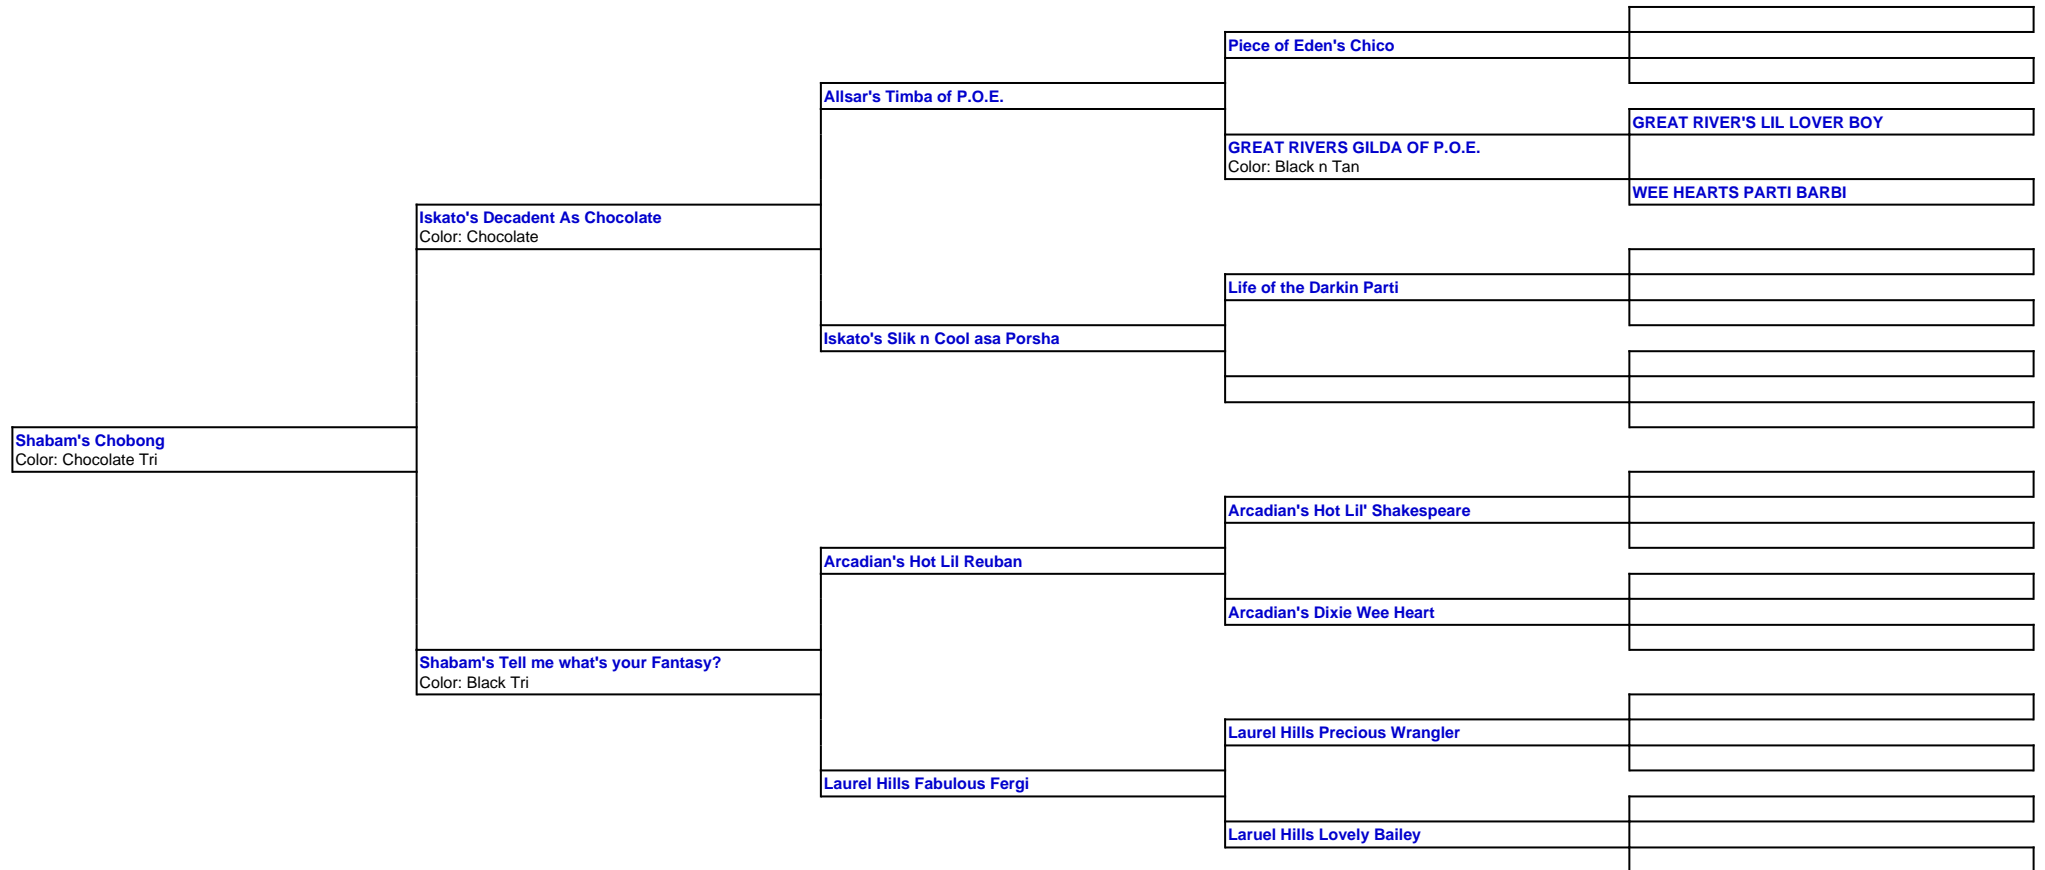 Piece of Eden's Chico
Allsar's Timba of P.O.E.
GREAT RIVER'S LIL LOVER BOY
GREAT RIVERS GILDA OF P.O.E.
Color: Black n Tan
WEE HEARTS PARTI BARBI
Iskato's Decadent As Chocolate
Color: Chocolate
Life of the Darkin Parti
Iskato's Slik n Cool asa Porsha
Shabam's Chobong
Color: Chocolate Tri
Arcadian's Hot Lil' Shakespeare
Arcadian's Hot Lil Reuban
Arcadian's Dixie Wee Heart
Shabam's Tell me what's your Fantasy?
Color: Black Tri
Laurel Hills Precious Wrangler
Laurel Hills Fabulous Fergi
Laruel Hills Lovely Bailey